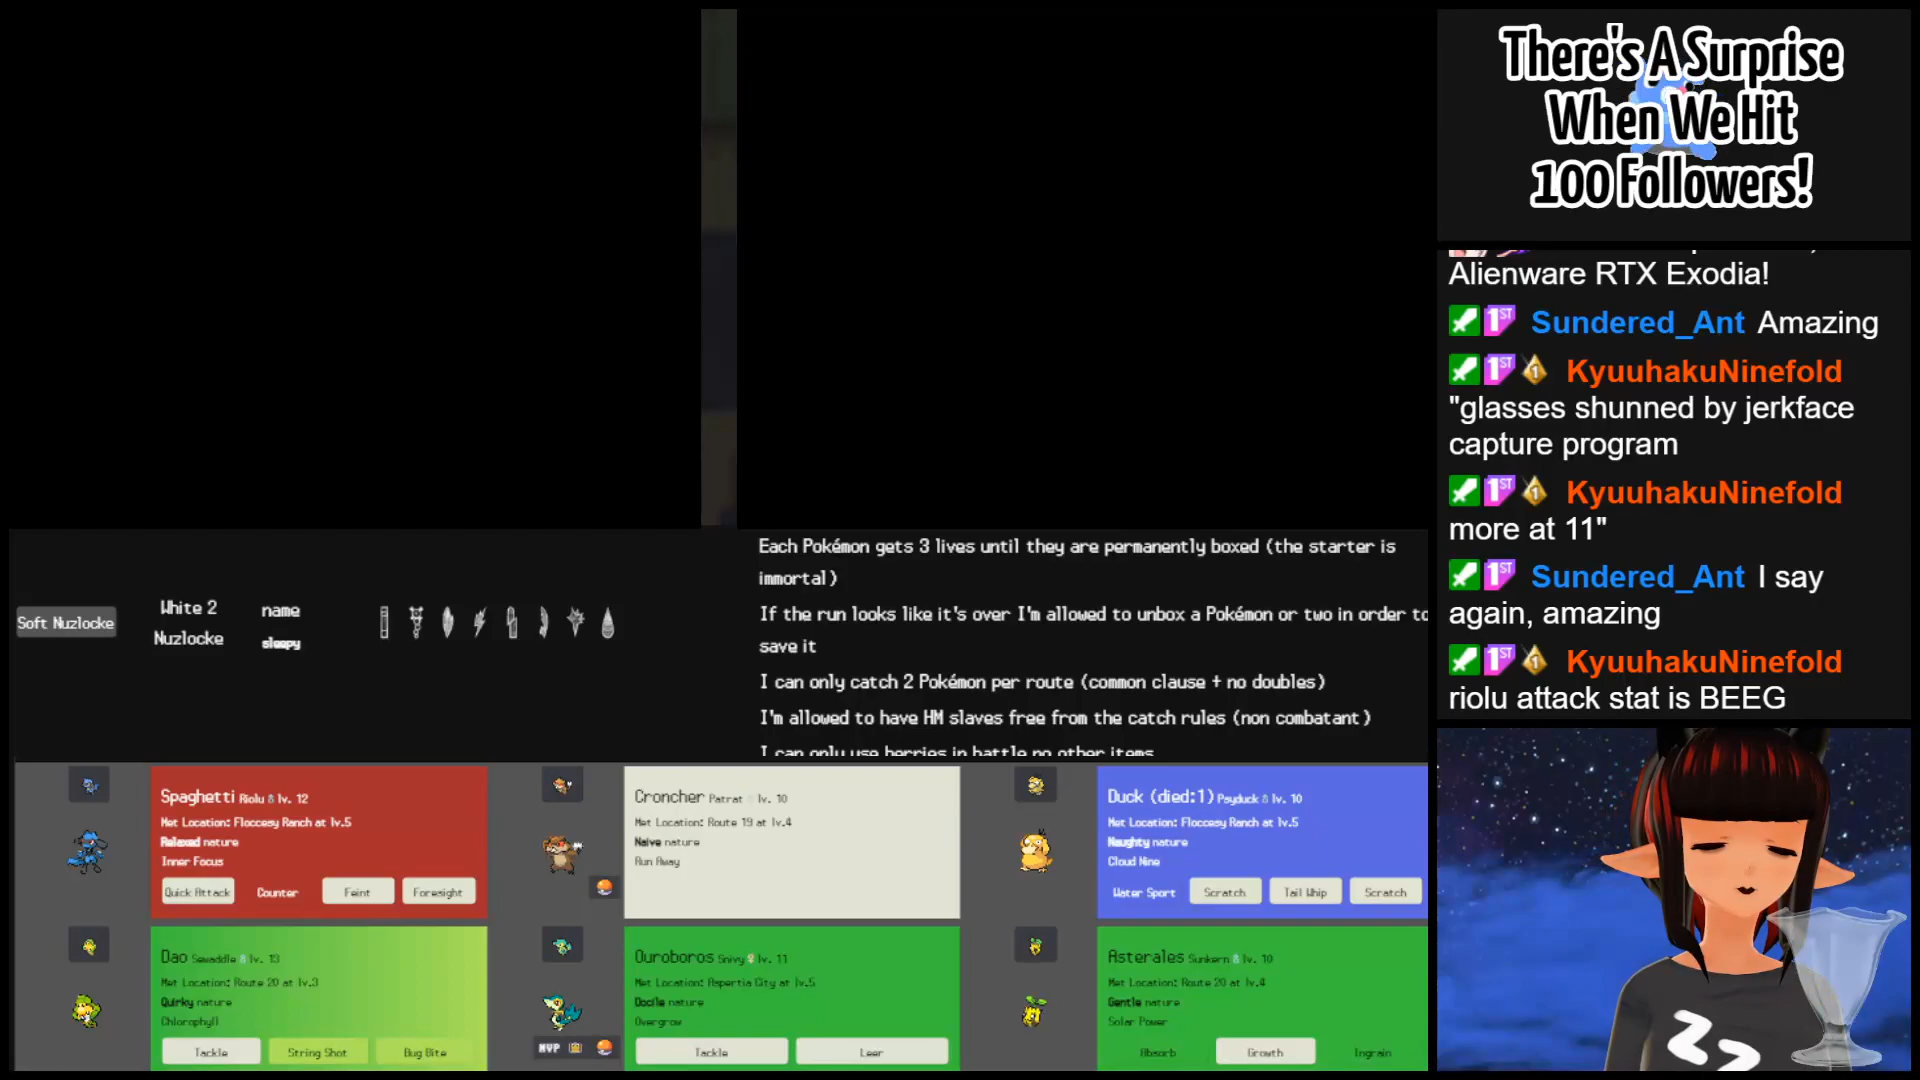 There's A Surprise
When We Hit
100 Followers!
Alienware RTX Exodia!
Sundered_Ant Amazing
KyuuhakuNinefold
"glasses shunned by jerkface
capture program
KyuuhakuNinefold
more at 11"
Sundered_Ant I say
again, amazing
KyuuhakuNinefold
riolu attack stat is BEEG
Each Pokémon gets 3 lives until they are permanently boxed (the starter is
immortal)
If the run looks like it's over I'm allowed to unbox a Pokémon or two in order to
save it
I can only catch 2 Pokémon per route (common clause + no doubles)
I'm allowed to have HM slaves free from the catch rules (non combatant)
I can only use berries in battle no other items
Soft Nuzlocke
White 2
Nuzlocke
name
sleepy
Spaghetti Riolu lv. 12
Met Location: Floccesy Ranch at lv.5
Relaxed nature
Inner Focus
Quick Attack Counter Feint Foresight
Croncher Patrat lv. 10
Met Location: Route 19 at lv.4
Naive nature
Run Away
Duck (died:1) Psyduck lv. 10
Met Location: Floccesy Ranch at lv.5
Naughty nature
Cloud Nine
Water Sport Scratch Tail Whip Scratch
Dao Sewaddle lv. 13
Met Location: Route 20 at lv.3
Quirky nature
Chlorophyll
Tackle String Shot Bug Bite
Ouroboros Snivy lv. 11
Met Location: Aspertia City at lv.5
Docile nature
Overgrow
MVP
Tackle Leer
Asterales Sunkern lv. 10
Met Location: Route 20 at lv.4
Gentle nature
Solar Power
Absorb Growth Ingrain
ZZ